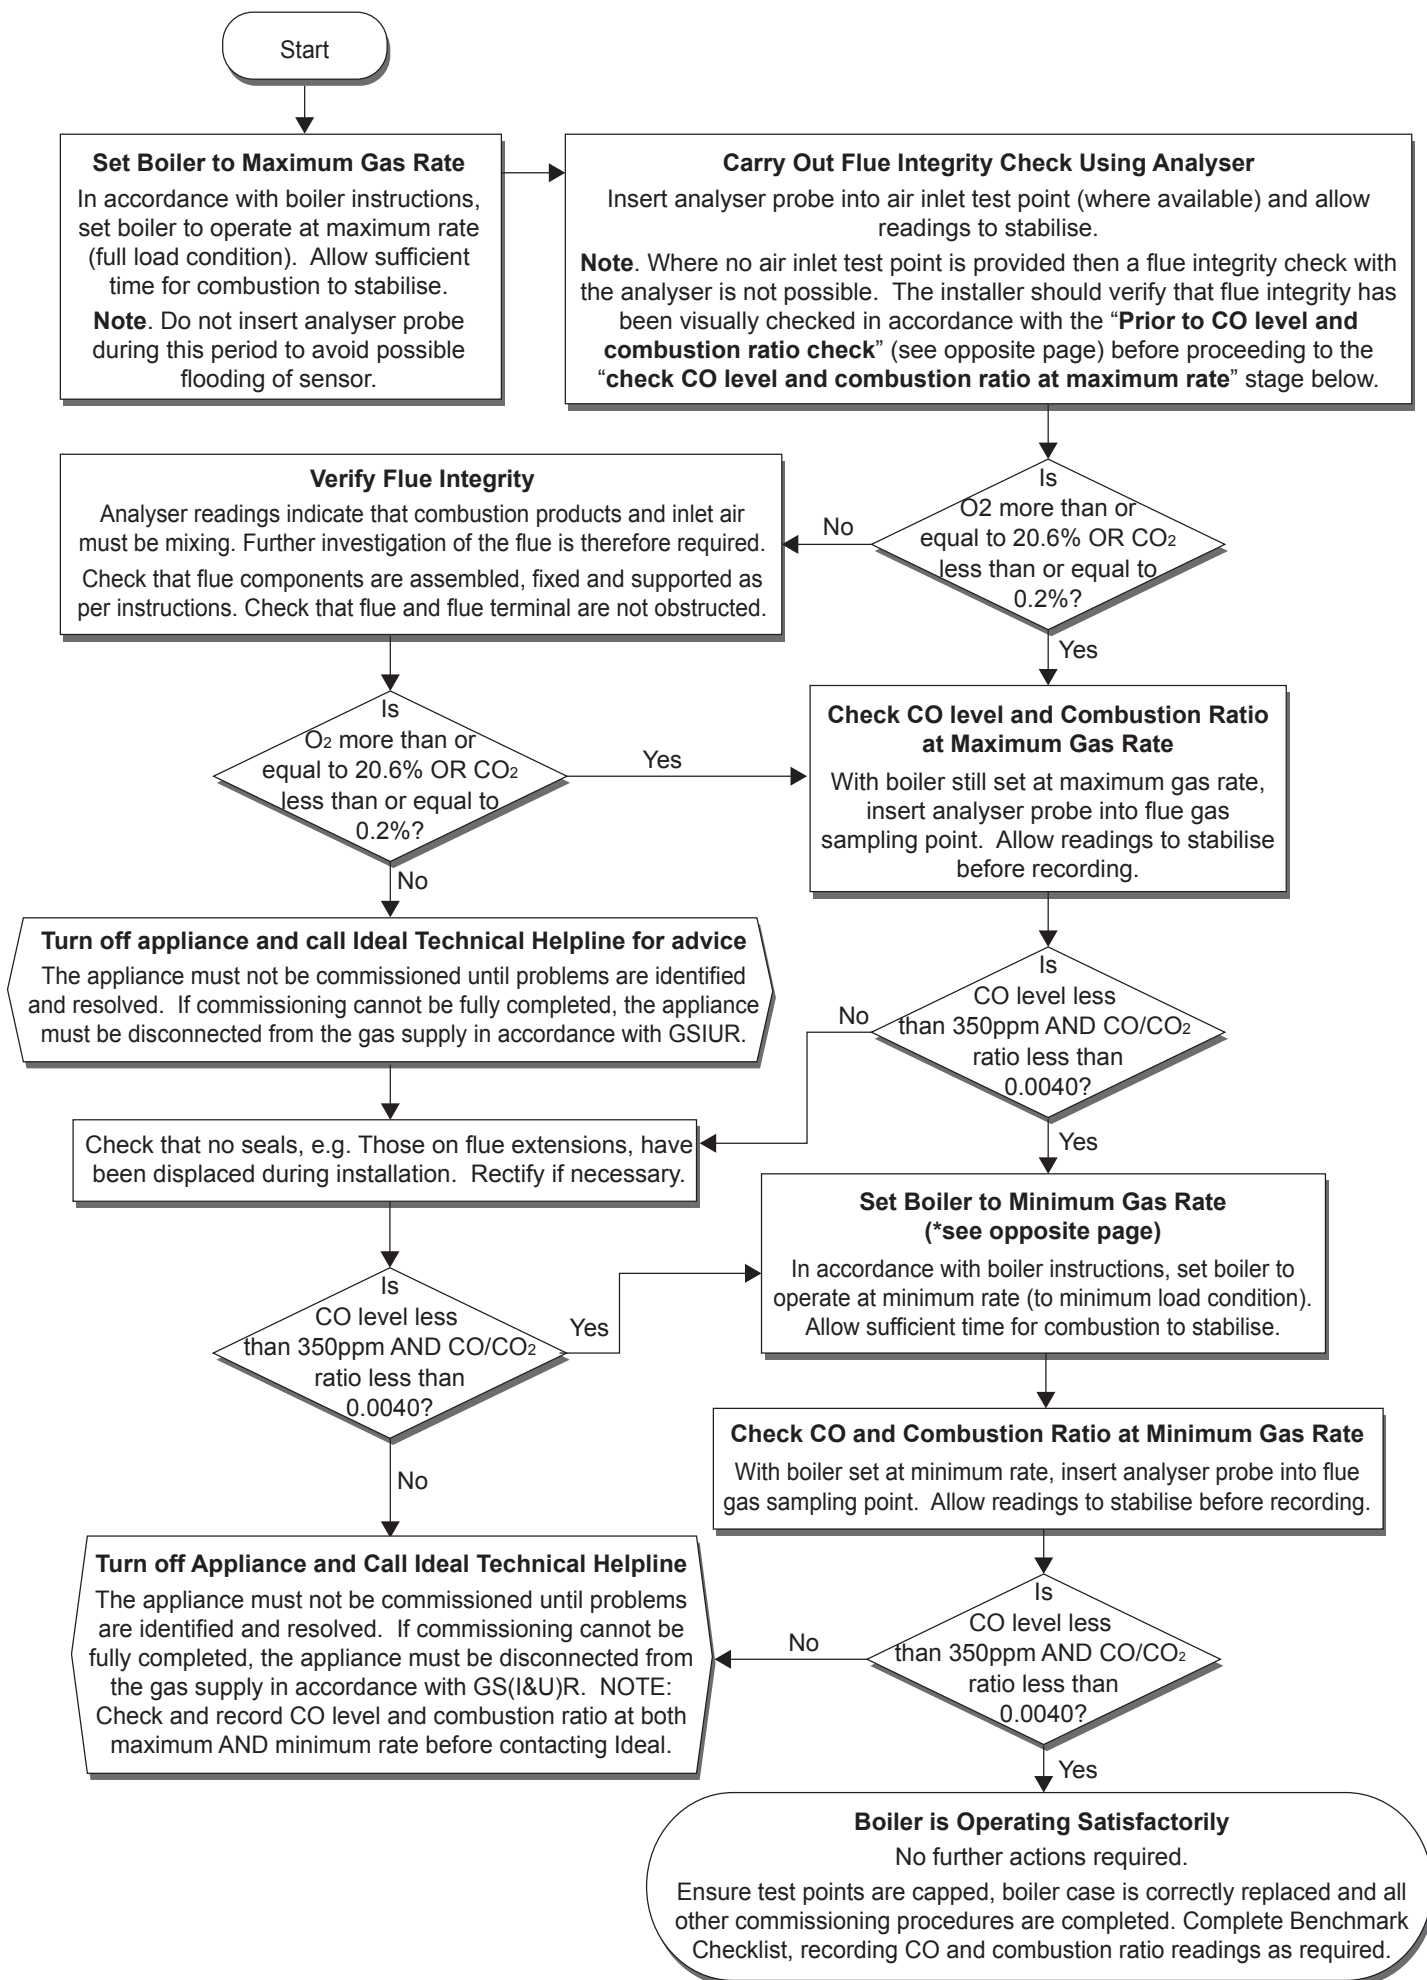 Start
Set Boiler to Maximum Gas Rate
In accordance with boiler instructions,
set boiler to operate at maximum rate
(full load condition).  Allow sufficient
time for combustion to stabilise.
Note. Do not insert analyser probe
during this period to avoid possible
flooding of sensor.
Carry Out Flue Integrity Check Using Analyser
Insert analyser probe into air inlet test point (where available) and allow
readings to stabilise.
Note. Where no air inlet test point is provided then a flue integrity check with
the analyser is not possible.  The installer should verify that flue integrity has
been visually checked in accordance with the “Prior to CO level and
combustion ratio check” (see opposite page) before proceeding to the
“check CO level and combustion ratio at maximum rate” stage below.
Is
O2 more than or
equal to 20.6% OR CO2
less than or equal to
0.2%?
No
Yes
Verify Flue Integrity
Analyser readings indicate that combustion products and inlet air
must be mixing. Further investigation of the flue is therefore required.
Check that flue components are assembled, fixed and supported as
per instructions. Check that flue and flue terminal are not obstructed.
Is
O2 more than or
equal to 20.6% OR CO2
less than or equal to
0.2%?
Yes
No
Check CO level and Combustion Ratio
at Maximum Gas Rate
With boiler still set at maximum gas rate,
insert analyser probe into flue gas
sampling point.  Allow readings to stabilise
before recording.
Turn off appliance and call Ideal Technical Helpline for advice
The appliance must not be commissioned until problems are identified
and resolved.  If commissioning cannot be fully completed, the appliance
must be disconnected from the gas supply in accordance with GSIUR.
Is
CO level less
than 350ppm AND CO/CO2
ratio less than
0.0040?
No
Yes
Check that no seals, e.g. Those on flue extensions, have
been displaced during installation.  Rectify if necessary.
Set Boiler to Minimum Gas Rate
(*see opposite page)
In accordance with boiler instructions, set boiler to
operate at minimum rate (to minimum load condition).
Allow sufficient time for combustion to stabilise.
Is
CO level less
than 350ppm AND CO/CO2
ratio less than
0.0040?
Yes
No
Check CO and Combustion Ratio at Minimum Gas Rate
With boiler set at minimum rate, insert analyser probe into flue
gas sampling point.  Allow readings to stabilise before recording.
Turn off Appliance and Call Ideal Technical Helpline
The appliance must not be commissioned until problems
are identified and resolved.  If commissioning cannot be
fully completed, the appliance must be disconnected from
the gas supply in accordance with GS(I&U)R.  NOTE:
Check and record CO level and combustion ratio at both
maximum AND minimum rate before contacting Ideal.
Is
CO level less
than 350ppm AND CO/CO2
ratio less than
0.0040?
No
Yes
Boiler is Operating Satisfactorily
No further actions required.
Ensure test points are capped, boiler case is correctly replaced and all
other commissioning procedures are completed. Complete Benchmark
Checklist, recording CO and combustion ratio readings as required.